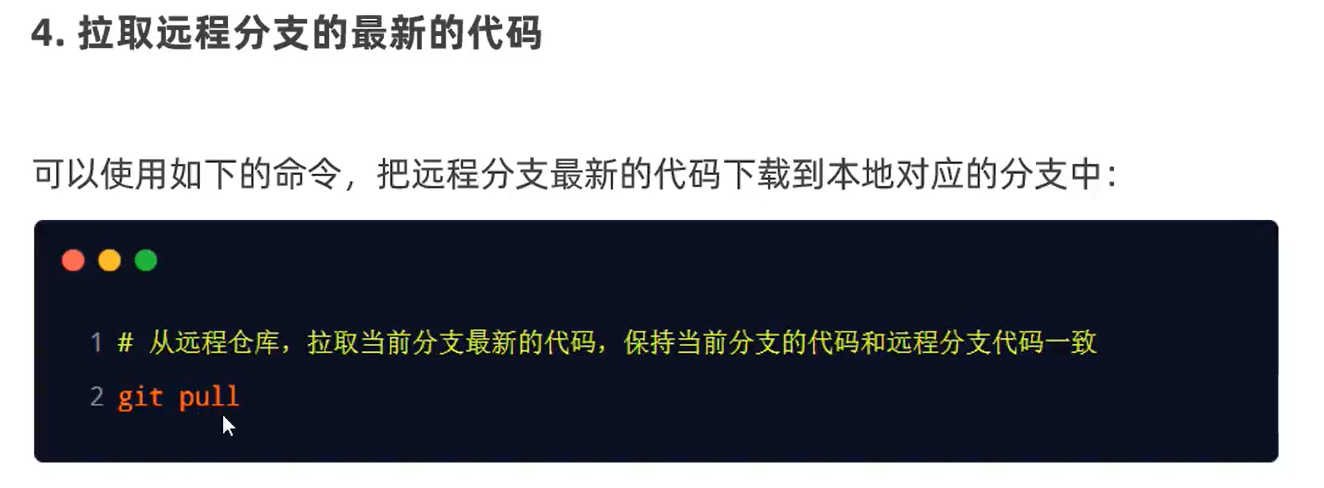 4. 拉取远程分支的最新的代码
可以使用如下的命令，把远程分支最新的代码下载到本地对应的分支中：
1 # 从远程仓库，拉取当前分支最新的代码，保持当前分支的代码和远程分支代码一致
2 git pull